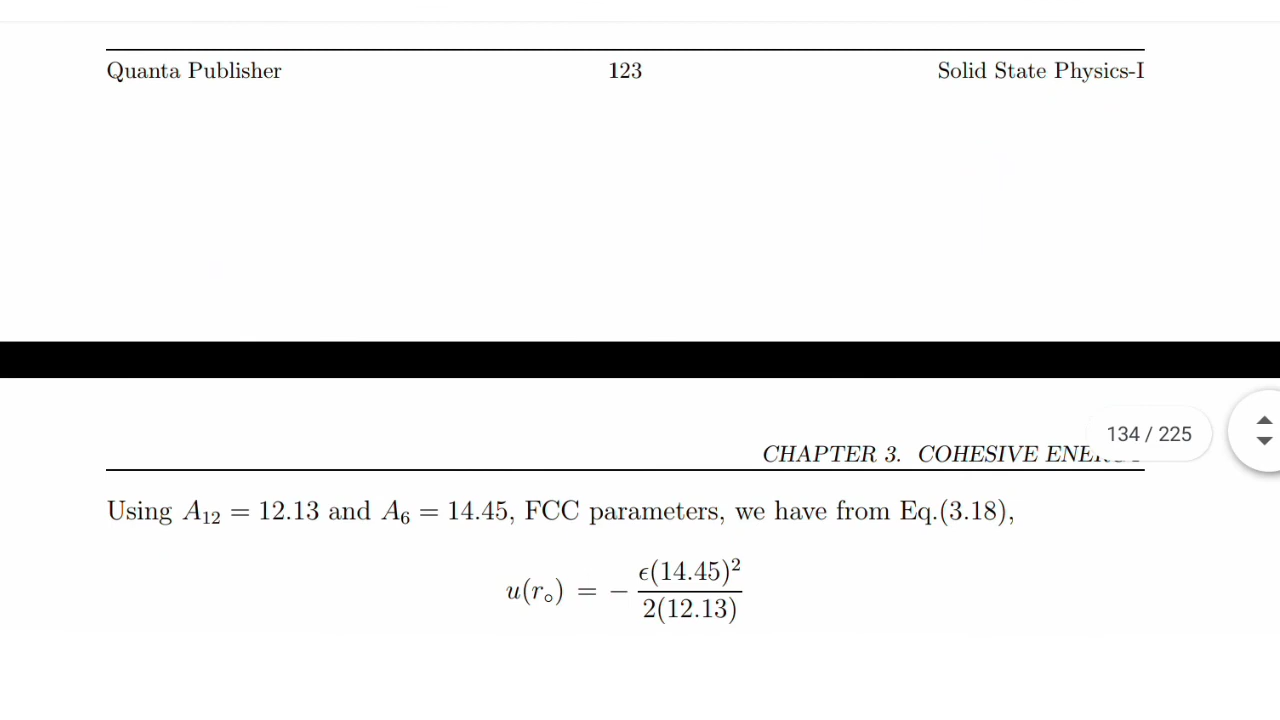 Quanta Publisher 123 Solid State Physics-I
134 / 225
CHAPTER 3. COHESIVE
Using A₁₂ = 12.13 and A₆ = 14.45, FCC parameters, we have from Eq.(3.18),
u(r₀) = − ϵ(14.45)² / 2(12.13)